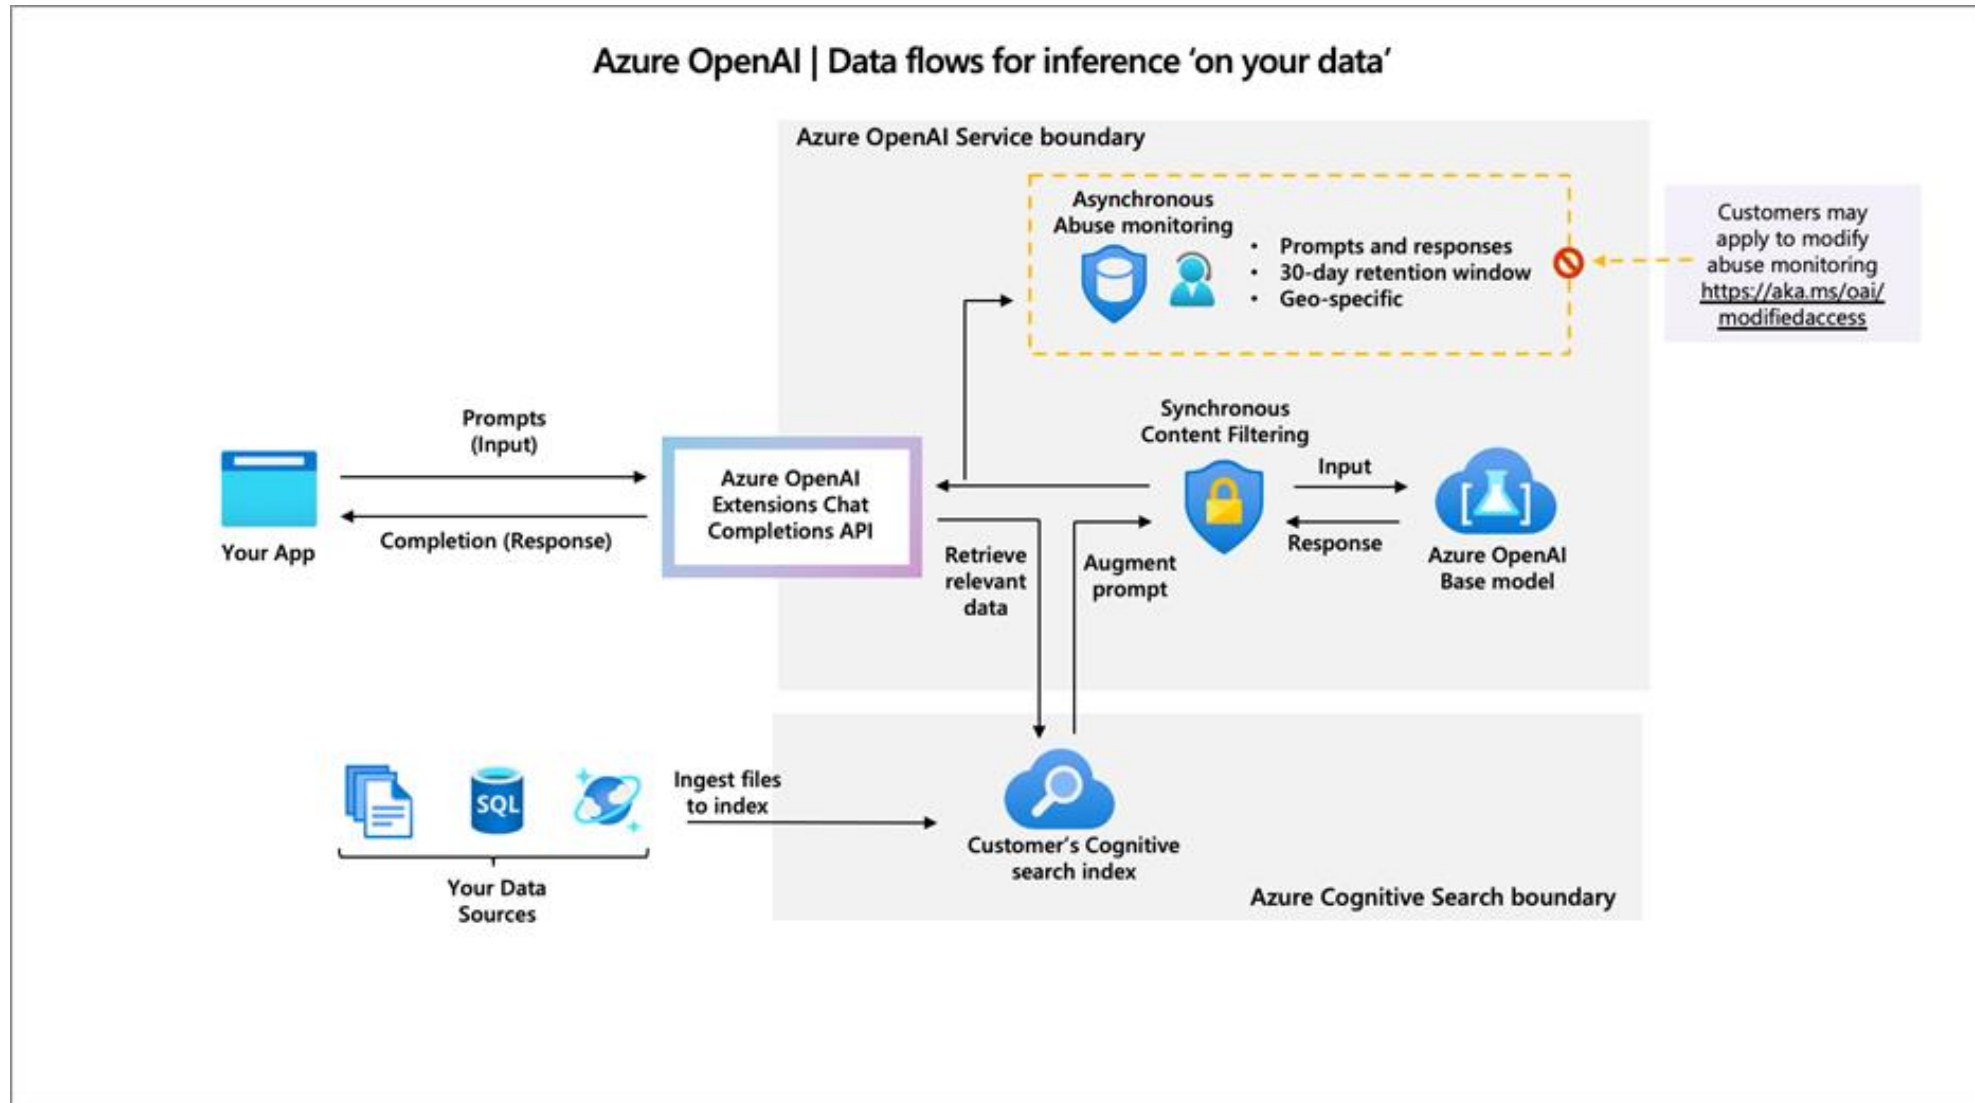 Azure OpenAI | Data flows for inference ‘on your data’
Azure OpenAI Service boundary
Asynchronous
Abuse monitoring
• Prompts and responses
• 30-day retention window
• Geo-specific
Customers may
apply to modify
abuse monitoring
https://aka.ms/oai/
modifiedaccess
Prompts
(Input)
Your App
Completion (Response)
Azure OpenAI
Extensions Chat
Completions API
Synchronous
Content Filtering
Input
Response
Azure OpenAI
Base model
Retrieve
relevant
data
Augment
prompt
SQL
Ingest files
to index
Your Data
Sources
Customer’s Cognitive
search index
Azure Cognitive Search boundary